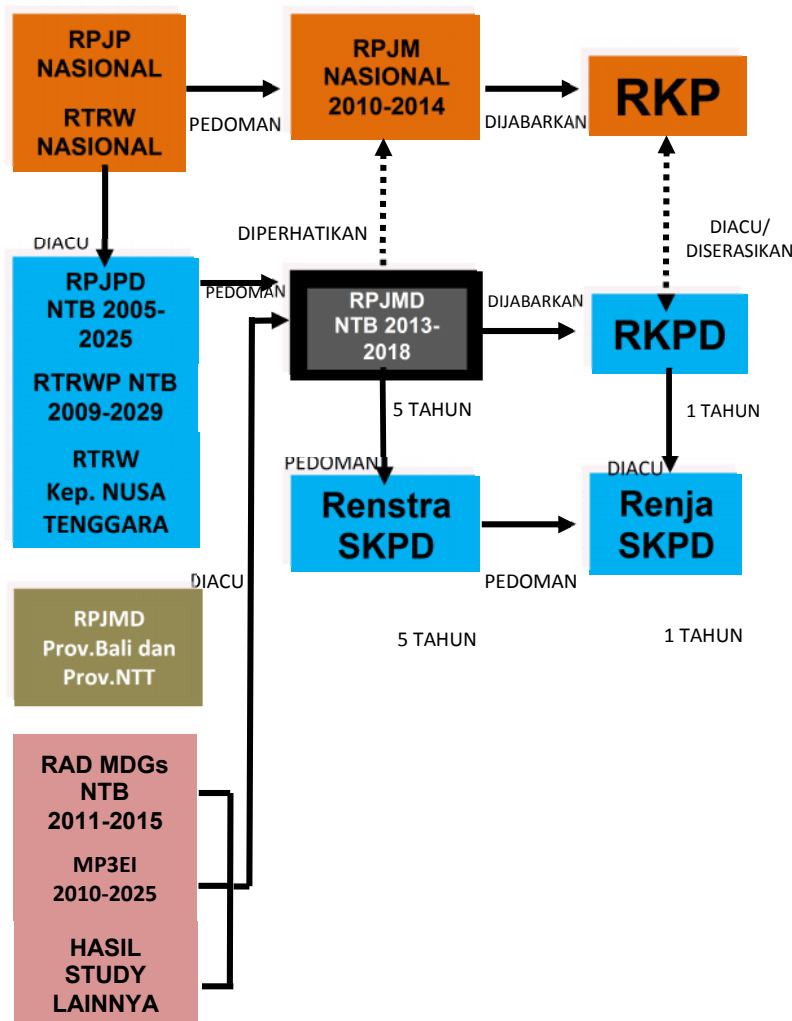 RPJP
NASIONAL
RTRW
NASIONAL
PEDOMAN
RPJM
NASIONAL
2010-2014
DIJABARKAN
RKP
DIACU
DIPERHATIKAN
DIACU/
DISERASIKAN
RPJPD
NTB 2005-
2025
RTRWP NTB
2009-2029
RTRW
Kep. NUSA
TENGGARA
PEDOMAN
RPJMD
NTB 2013-
2018
DIJABARKAN
RKPD
5 TAHUN
1 TAHUN
PEDOMAN
Renstra
SKPD
PEDOMAN
DIACU
Renja
SKPD
DIACU
5 TAHUN
1 TAHUN
RPJMD
Prov.Bali dan
Prov.NTT
RAD MDGs
NTB
2011-2015
MP3EI
2010-2025
HASIL
STUDY
LAINNYA